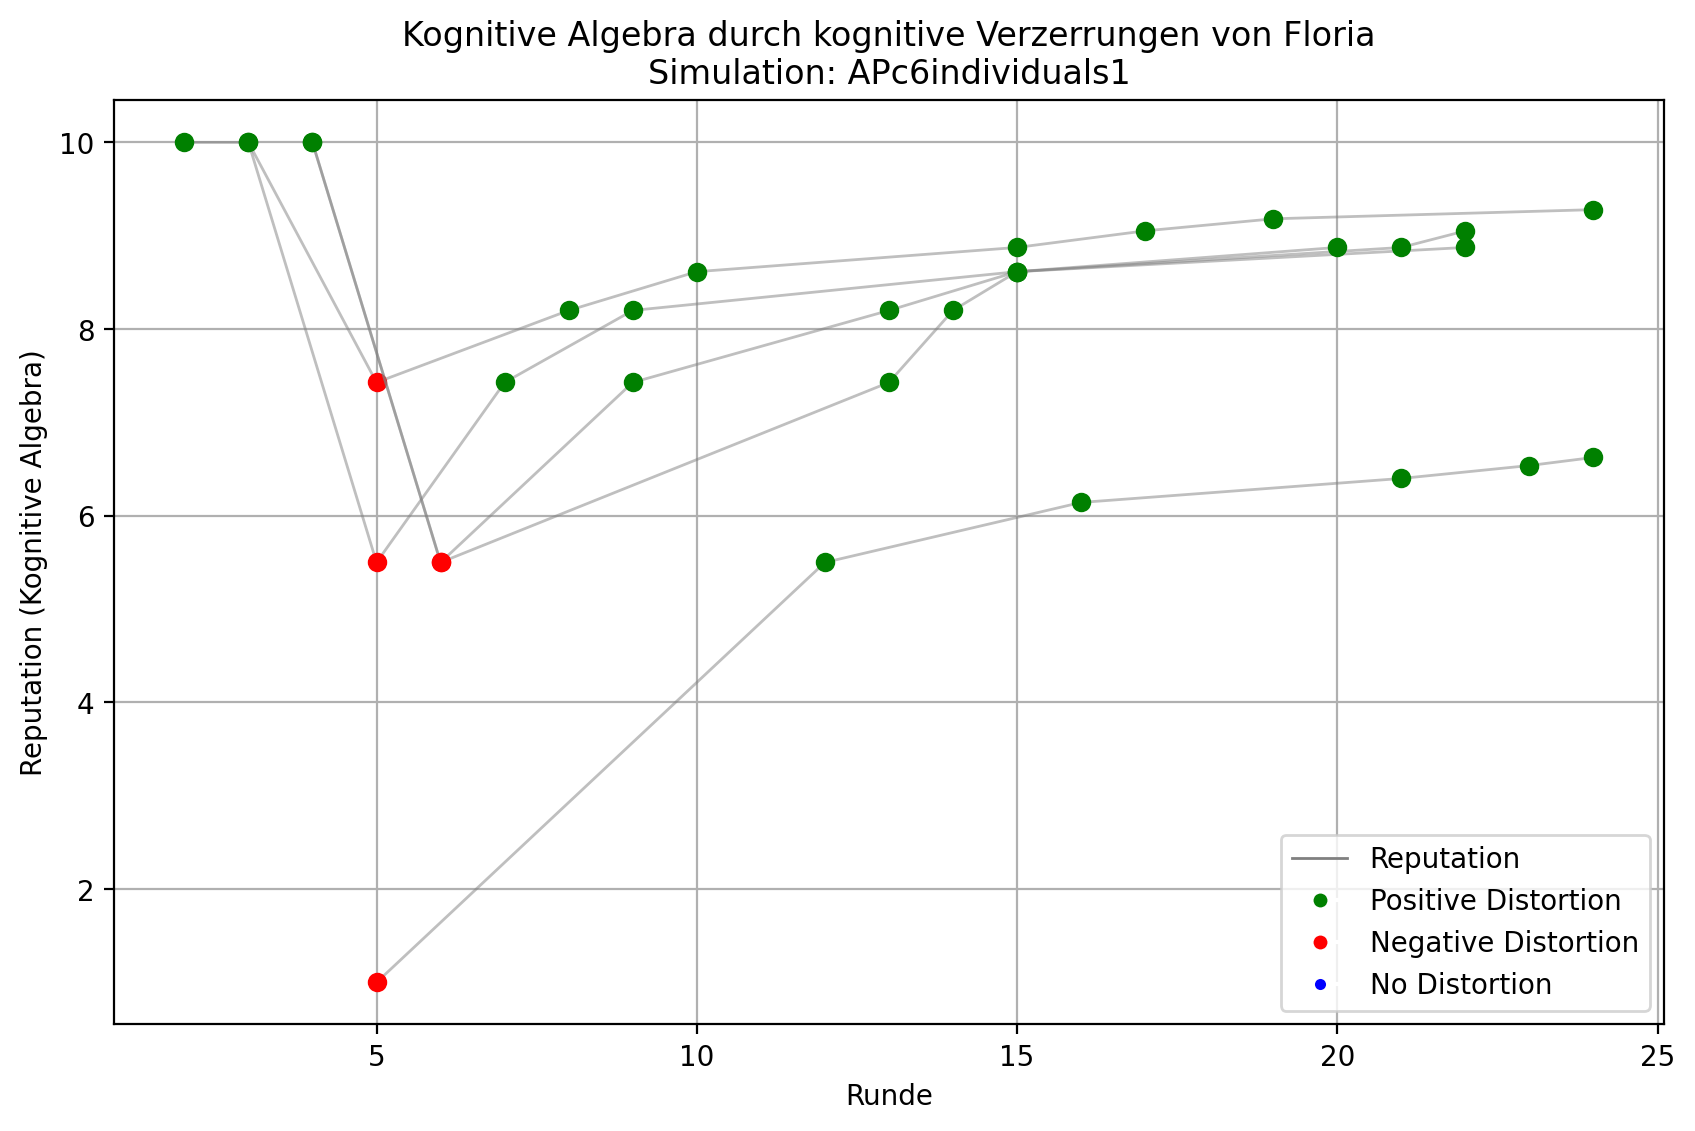 Kognitive Algebra durch kognitive Verzerrungen von Floria
Simulation: APc6individuals1
Reputation (Kognitive Algebra)
10
8
6
4
2
Reputation
Positive Distortion
Negative Distortion
No Distortion
5
10
15
20
25
Runde